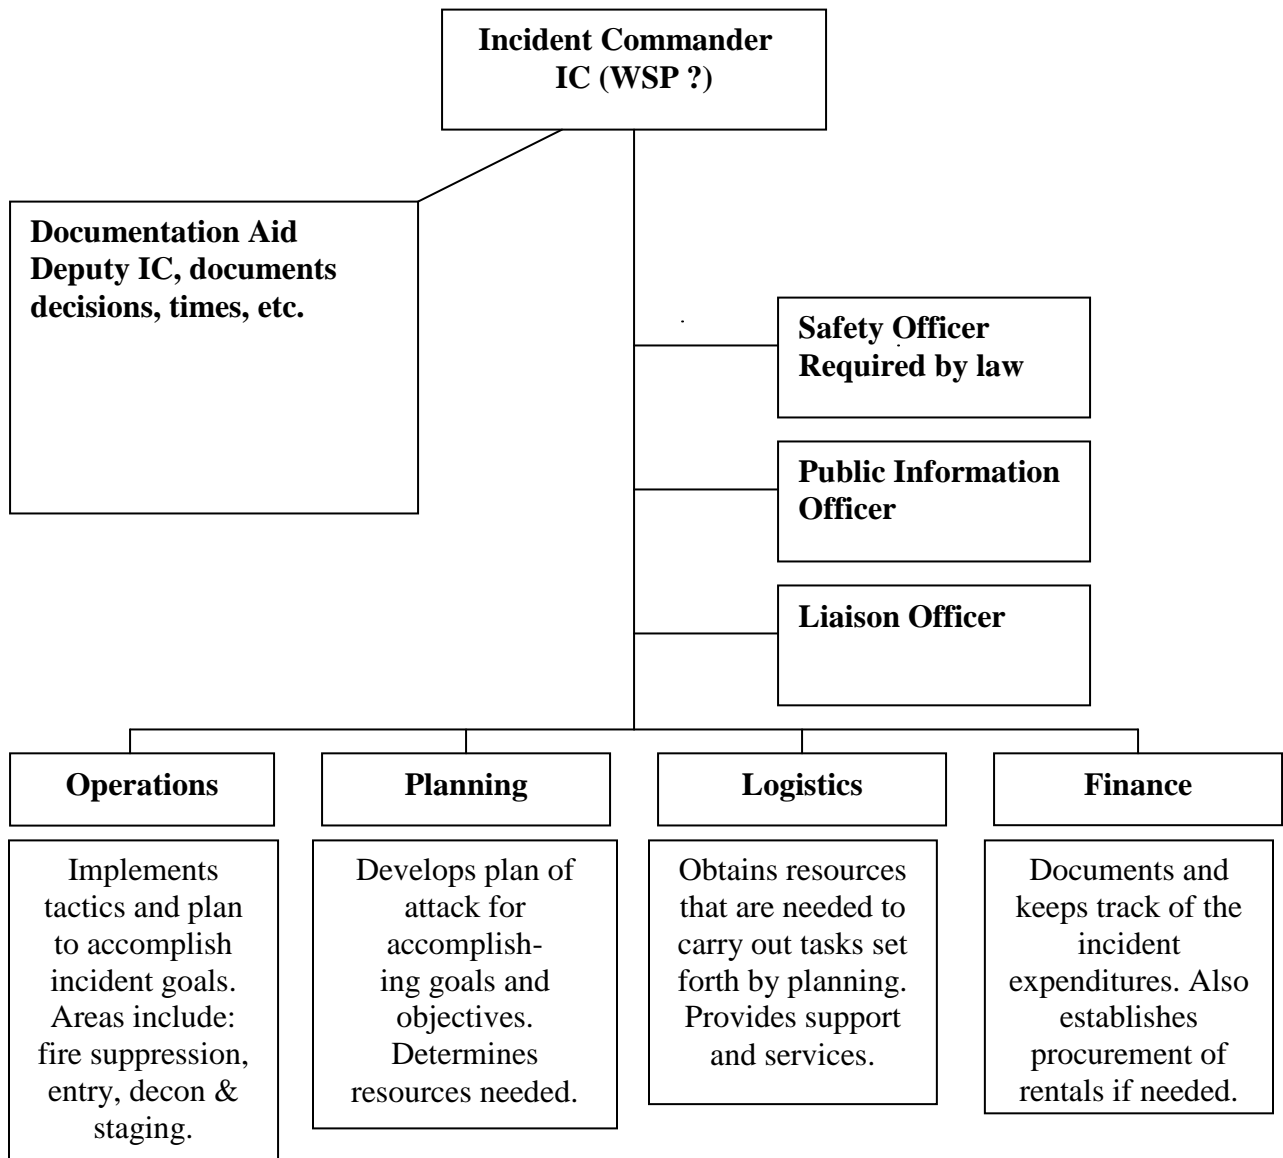 Incident Commander
IC (WSP ?)
Documentation Aid
Deputy IC, documents
decisions, times, etc.
Safety Officer
Required by law
Public Information
Officer
Liaison Officer
Operations
Planning
Logistics
Finance
Implements
tactics and plan
to accomplish
incident goals.
Areas include:
fire suppression,
entry, decon &
staging.
Develops plan of
attack for
accomplish-
ing goals and
objectives.
Determines
resources needed.
Obtains resources
that are needed to
carry out tasks set
forth by planning.
Provides support
and services.
Documents and
keeps track of the
incident
expenditures. Also
establishes
procurement of
rentals if needed.